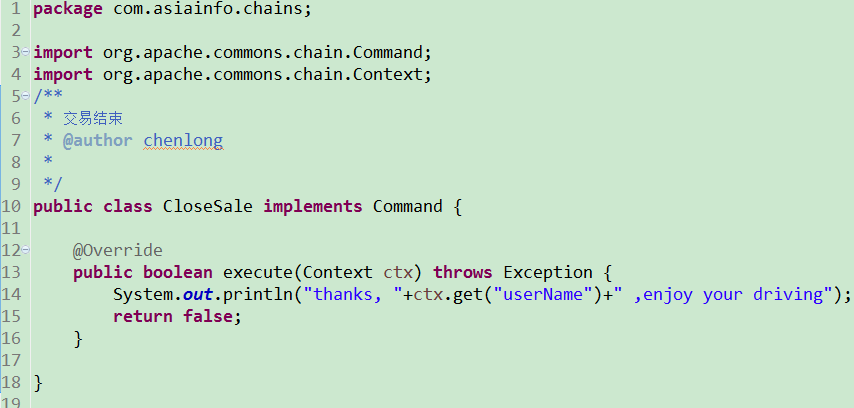 1 package com.asiainfo.chains;
2
3 import org.apache.commons.chain.Command;
4 import org.apache.commons.chain.Context;
5 /**
6  * 交易结束
7  * @author chenlong
8  *
9  */
10 public class CloseSale implements Command {
11
12     @Override
13     public boolean execute(Context ctx) throws Exception {
14         System.out.println("thanks, "+ctx.get("userName")+" ,enjoy your driving");
15         return false;
16     }
17
18 }
19